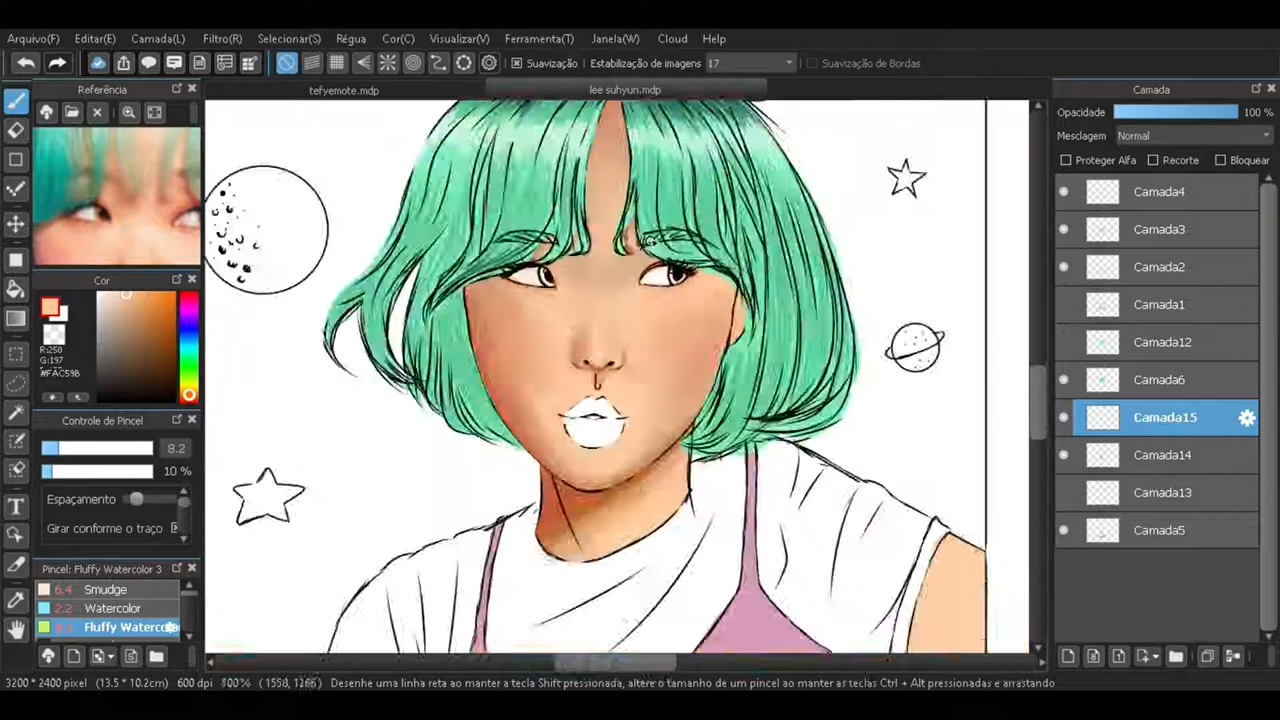 Arquivo(F) Editar(E) Camada(L) Filtro(R) Selecionar(S) Régua Cor(C) Visualizar(V) Ferramenta(T) Janela(W) Cloud Help
Suavização Estabilização de imagens 17 Suavização de Bordas
Referência
tefyemote.mdp
lee suhyun.mdp
Camada
Opacidade 100 %
Mesclagem Normal
Proteger Alfa Recorte Bloquear
Camada4
Camada3
Camada2
Camada1
Camada12
Camada6
Camada15
Camada14
Camada13
Camada5
Cor
R:250
G:197
#FAC59B
Controle de Pincel
8.2
10 %
Espaçamento
Girar conforme o traço
Pincel: Fluffy Watercolor 3
6.4 Smudge
2.2 Watercolor
Fluffy Waterco
T
3200 * 2400 pixel (13.5 * 10.2cm) 600 dpi
Desenhe uma linha reta ao manter a tecla Shift pressionada, altere o tamanho de um pincel ao manter as teclas Ctrl + Alt pressionadas e arrastando